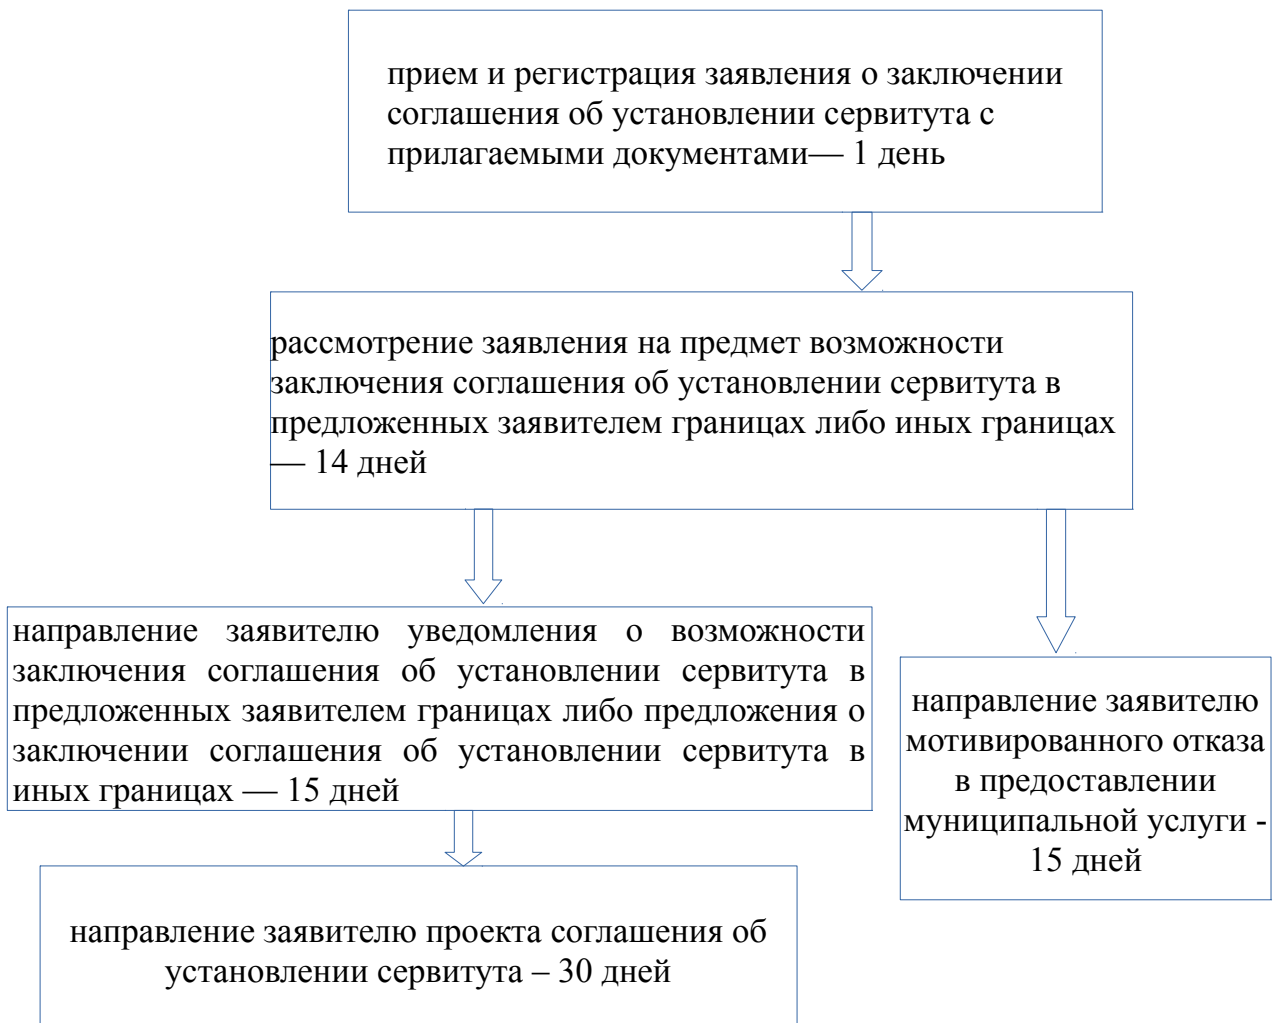 прием и регистрация заявления о заключении
соглашения об установлении сервитута с
прилагаемыми документами— 1 день
рассмотрение заявления на предмет возможности
заключения соглашения об установлении сервитута в
предложенных заявителем границах либо иных границах
— 14 дней
направление заявителю уведомления о возможности
заключения соглашения об установлении сервитута в
предложенных заявителем границах либо предложения о
заключении соглашения об установлении сервитута в
иных границах — 15 дней
направление заявителю
мотивированного отказа
в предоставлении
муниципальной услуги -
15 дней
направление заявителю проекта соглашения об
установлении сервитута – 30 дней